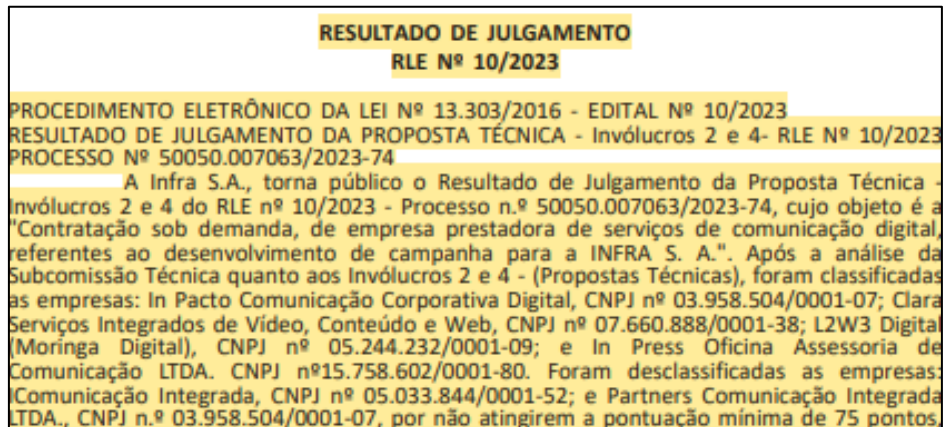 RESULTADO DE JULGAMENTO
RLE Nº 10/2023
PROCEDIMENTO ELETRÔNICO DA LEI Nº 13.303/2016 - EDITAL Nº 10/2023
RESULTADO DE JULGAMENTO DA PROPOSTA TÉCNICA - Invólucros 2 e 4- RLE Nº 10/2023
PROCESSO Nº 50050.007063/2023-74
A Infra S.A., torna público o Resultado de Julgamento da Proposta Técnica -
Invólucros 2 e 4 do RLE nº 10/2023 - Processo n.º 50050.007063/2023-74, cujo objeto é a
"Contratação sob demanda, de empresa prestadora de serviços de comunicação digital,
referentes ao desenvolvimento de campanha para a INFRA S. A.". Após a análise da
Subcomissão Técnica quanto aos Invólucros 2 e 4 - (Propostas Técnicas), foram classificadas
as empresas: In Pacto Comunicação Corporativa Digital, CNPJ nº 03.958.504/0001-07; Clara
Serviços Integrados de Vídeo, Conteúdo e Web, CNPJ nº 07.660.888/0001-38; L2W3 Digital
(Moringa Digital), CNPJ nº 05.244.232/0001-09; e In Press Oficina Assessoria de
Comunicação LTDA. CNPJ nº15.758.602/0001-80. Foram desclassificadas as empresas:
IComunicação Integrada, CNPJ nº 05.033.844/0001-52; e Partners Comunicação Integrada
LTDA., CNPJ n.º 03.958.504/0001-07, por não atingirem a pontuação mínima de 75 pontos,